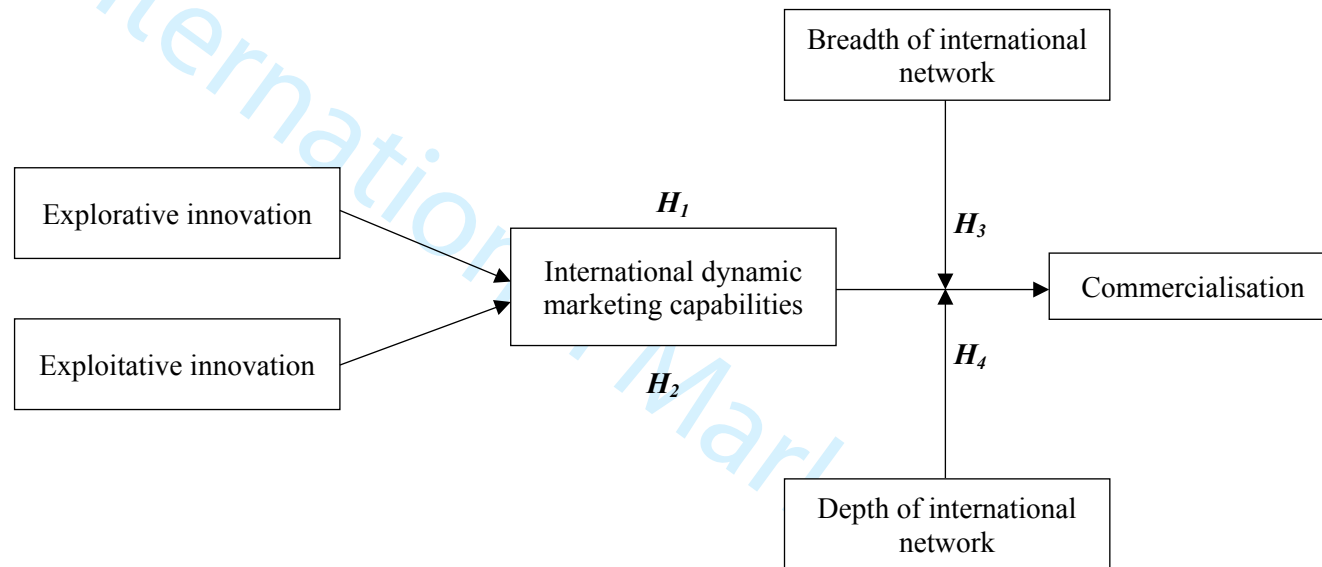 Breadth of international
network
Explorative innovation
H1
International dynamic
marketing capabilities
H3
Commercialisation
Exploitative innovation
H2
H4
Depth of international
network